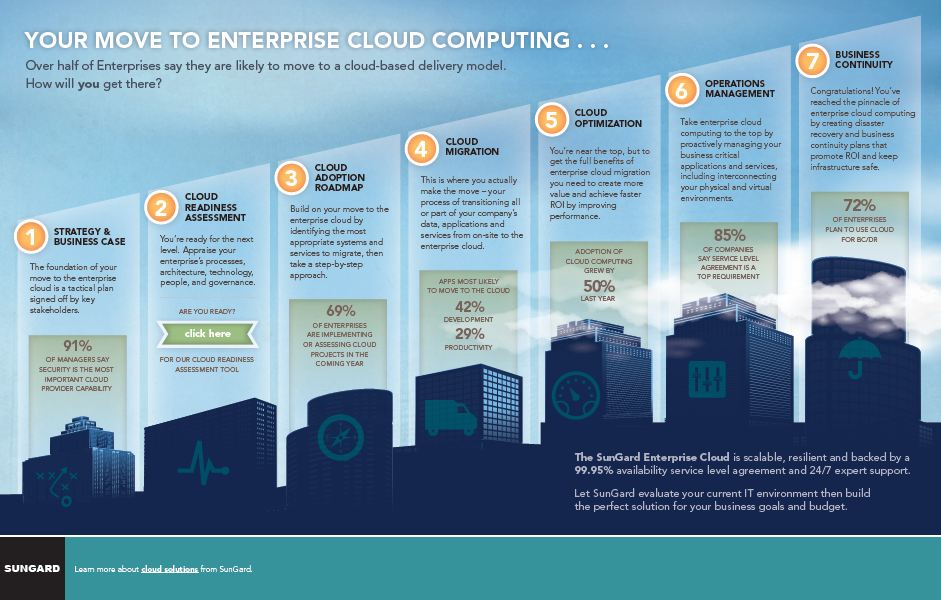 YOUR MOVE TO ENTERPRISE CLOUD COMPUTING . . .
Over half of Enterprises say they are likely to move to a cloud-based delivery model.
How will you get there?
1
STRATEGY &
BUSINESS CASE
The foundation of your
move to the enterprise
cloud is a tactical plan
signed off by key
stakeholders.
91%
OF MANAGERS SAY
SECURITY IS THE MOST
IMPORTANT CLOUD
PROVIDER CAPABILITY
2
CLOUD
READINESS
ASSESSMENT
You're ready for the next
level. Appraise your
enterprise's processes,
architecture, technology,
people, and governance.
ARE YOU READY?
click here
FOR OUR CLOUD READINESS
ASSESSMENT TOOL
3
CLOUD
ADOPTION
ROADMAP
Build on your move to the
enterprise cloud by
identifying the most
appropriate systems and
services to migrate, then
take a step-by-step
approach.
69%
OF ENTERPRISES
ARE IMPLEMENTING
OR ASSESSING CLOUD
PROJECTS IN THE
COMING YEAR
4
CLOUD
MIGRATION
This is where you actually
make the move – your
process of transitioning all
or part of your company's
data, applications and
services from on-site to the
enterprise cloud.
APPS MOST LIKELY
TO MOVE TO THE CLOUD
42%
DEVELOPMENT
29%
PRODUCTIVITY
5
CLOUD
OPTIMIZATION
You're near the top, but to
get the full benefits of
enterprise cloud migration
you need to create more
value and achieve faster
ROI by improving
performance.
ADOPTION OF
CLOUD COMPUTING
GREW BY
50%
LAST YEAR
6
OPERATIONS
MANAGEMENT
Take enterprise cloud
computing to the top by
proactively managing your
business critical
applications and services,
including interconnecting
your physical and virtual
environments.
85%
OF COMPANIES
SAY SERVICE LEVEL
AGREEMENT IS A
TOP REQUIREMENT
7
BUSINESS
CONTINUITY
Congratulations! You've
reached the pinnacle of
enterprise cloud computing
by creating disaster
recovery and business
continuity plans that
promote ROI and keep
infrastructure safe.
72%
OF ENTERPRISES
PLAN TO USE CLOUD
FOR BC/DR
The SunGard Enterprise Cloud is scalable, resilient and backed by a
99.95% availability service level agreement and 24/7 expert support.
Let SunGard evaluate your current IT environment then build
the perfect solution for your business goals and budget.
SUNGARD
Learn more about cloud solutions from SunGard.